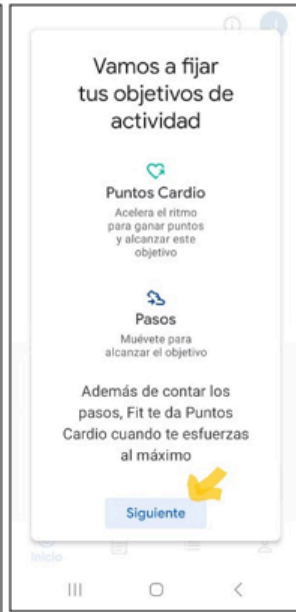 Vamos a fijar
tus objetivos de
actividad
Puntos Cardio
Acelera el ritmo
para ganar puntos
y alcanzar este
objetivo
Pasos
Muévete para
alcanzar el objetivo
Además de contar los
pasos, Fit te da Puntos
Cardio cuando te esfuerzas
al máximo
Siguiente
Inicio